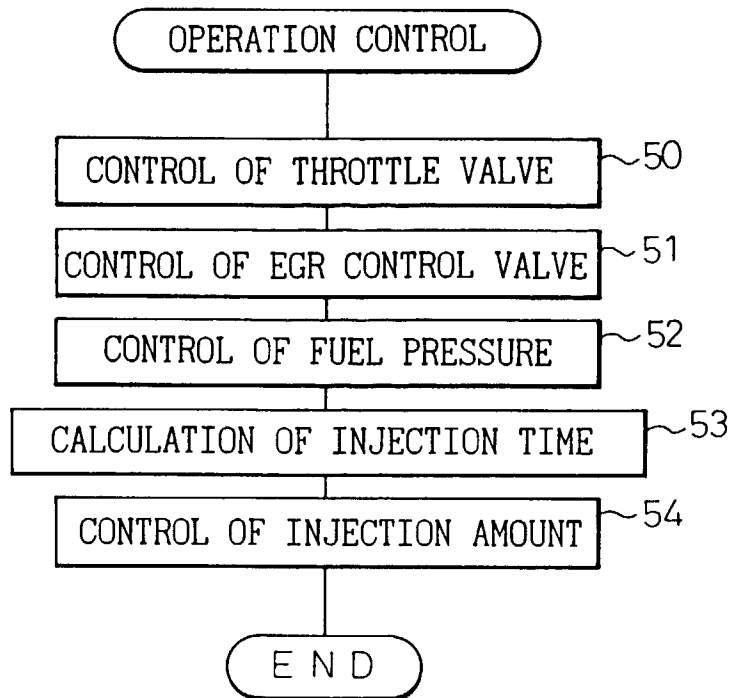 OPERATION CONTROL
CONTROL OF THROTTLE VALVE 50
CONTROL OF EGR CONTROL VALVE 51
CONTROL OF FUEL PRESSURE 52
CALCULATION OF INJECTION TIME 53
CONTROL OF INJECTION AMOUNT 54
END